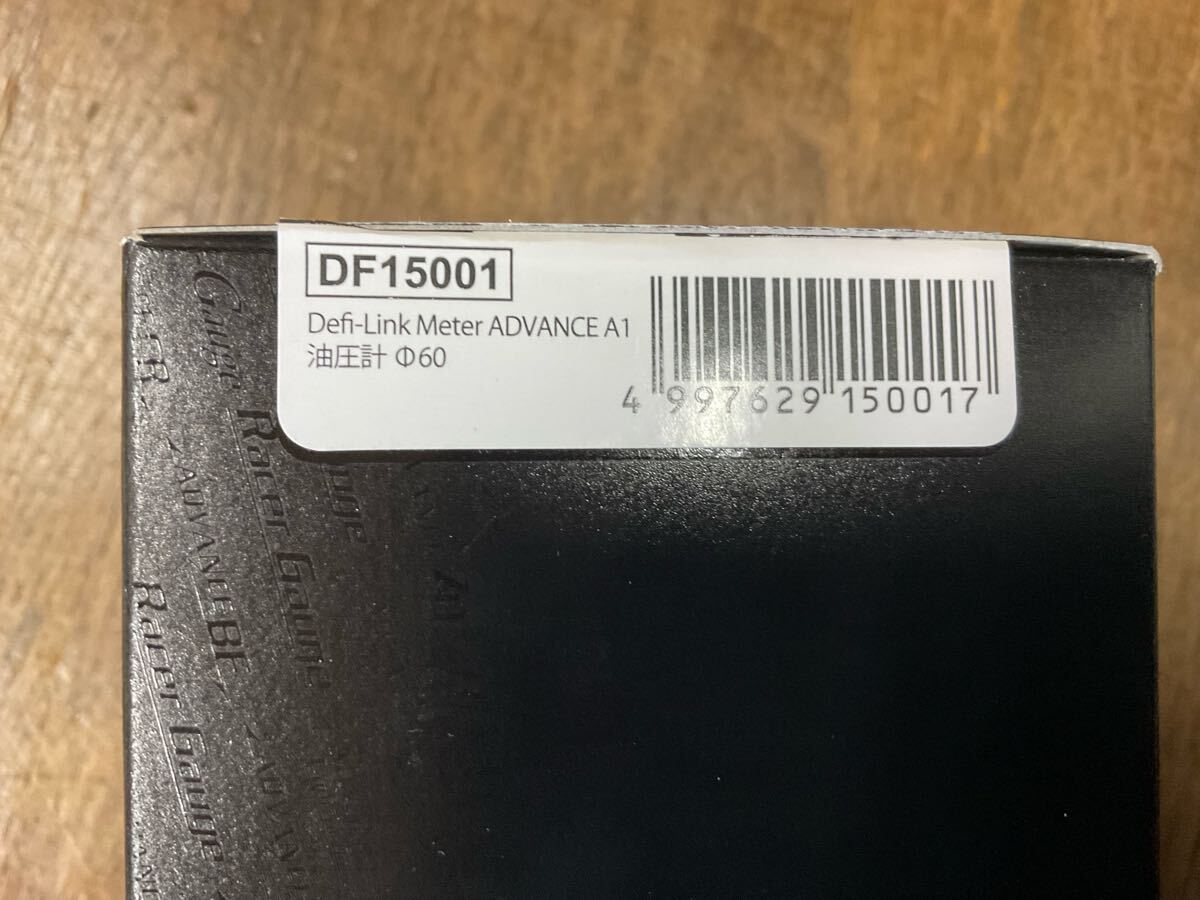 DF15001
Defi-Link Meter ADVANCE A1
油圧計 Φ60
4 997629 150017
Gauge
Racer Gauge
ADVANCE BF
Racer Gauge